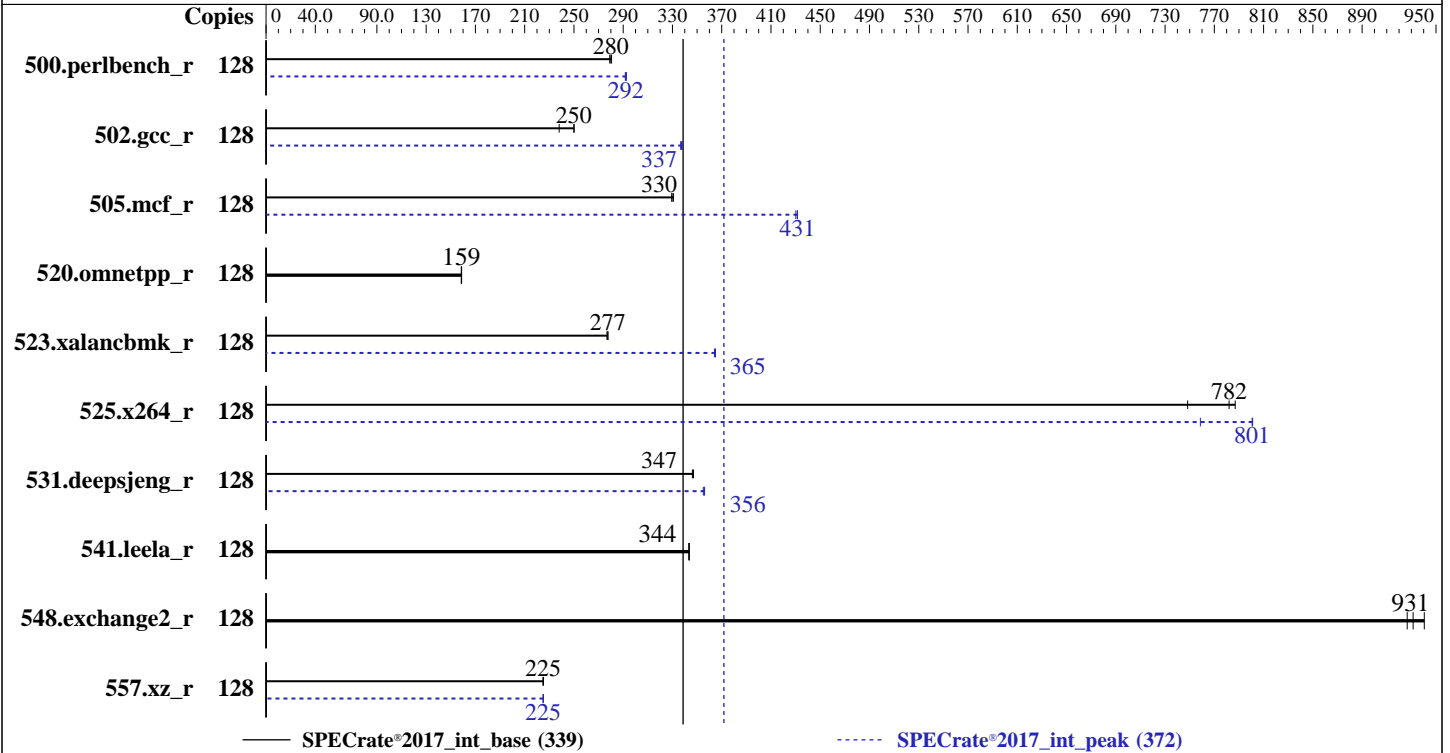 Copies 0 40.0 90.0 130 170 210 250 290 330 370 410 450 490 530 570 610 650 690 730 770 810 850 890 950
500.perlbench_r 128 280
292
502.gcc_r 128 250
337
505.mcf_r 128 330
431
520.omnetpp_r 128 159
523.xalancbmk_r 128 277
365
525.x264_r 128 782
801
531.deepsjeng_r 128 347
356
541.leela_r 128 344
548.exchange2_r 128 931
557.xz_r 128 225
225
SPECrate®2017_int_base (339) SPECrate®2017_int_peak (372)